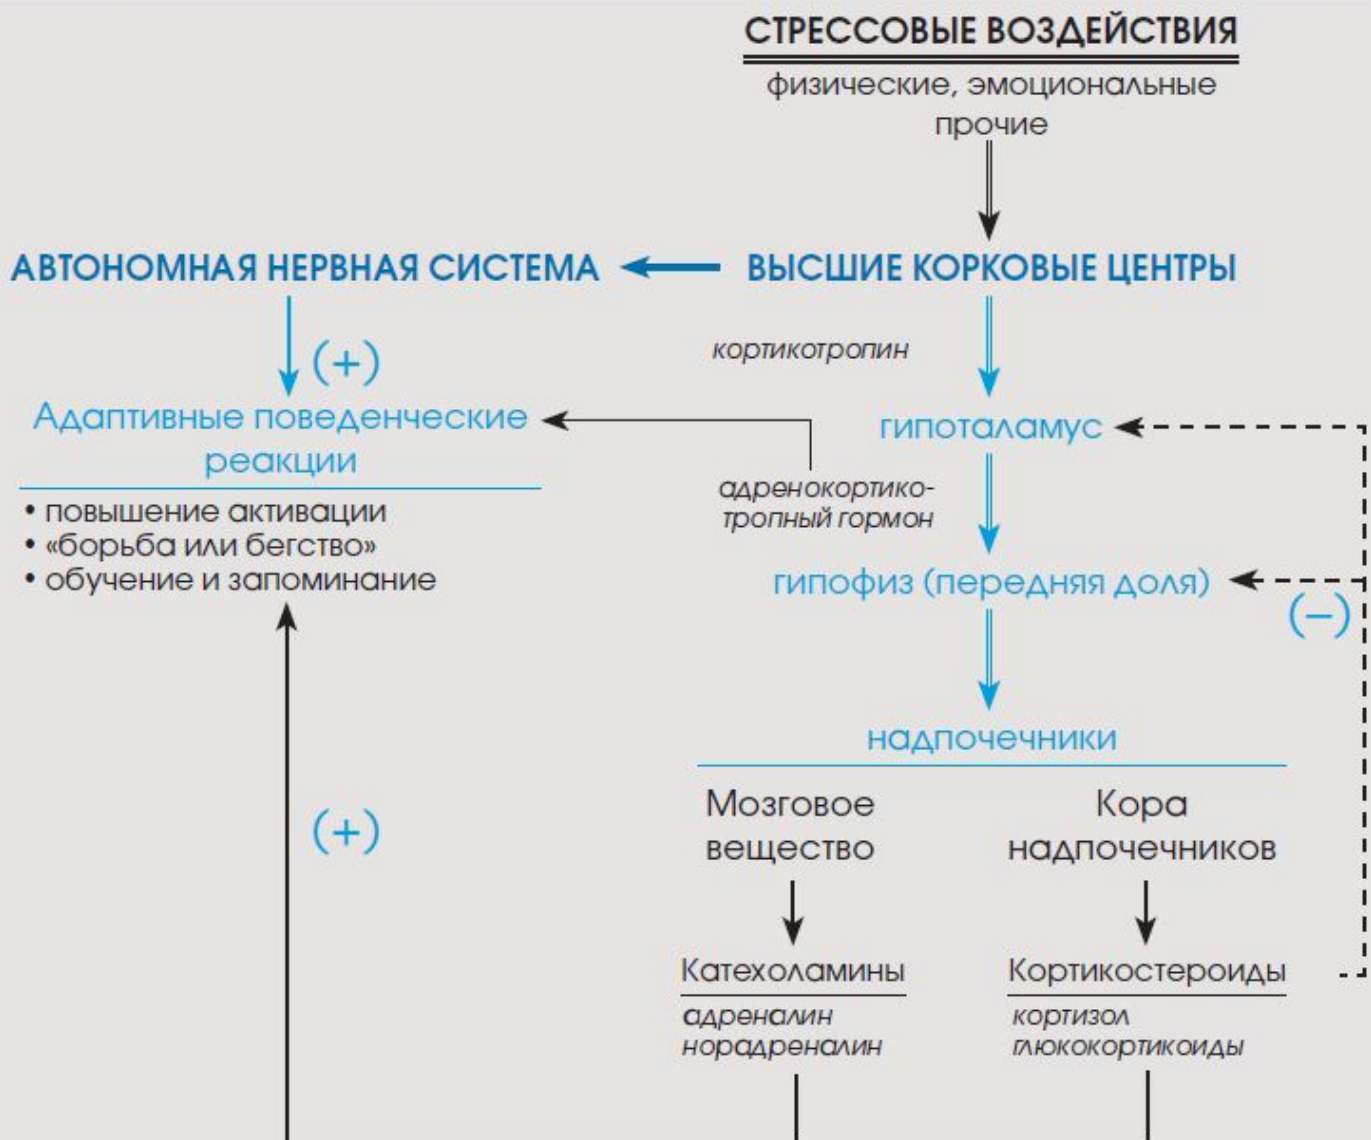 СТРЕССОВЫЕ ВОЗДЕЙСТВИЯ
физические, эмоциональные
прочие
АВТОНОМНАЯ НЕРВНАЯ СИСТЕМА
ВЫСШИЕ КОРКОВЫЕ ЦЕНТРЫ
(+)
кортикотропин
Адаптивные поведенческие
реакции
гипоталамус
• повышение активации
• «борьба или бегство»
• обучение и запоминание
адренокортико-
тропный гормон
гипофиз (передняя доля)
(–)
надпочечники
(+)
Мозговое
вещество
Кора
надпочечников
Катехоламины
адреналин
норадреналин
Кортикостероиды
кортизол
глюкокортикоиды